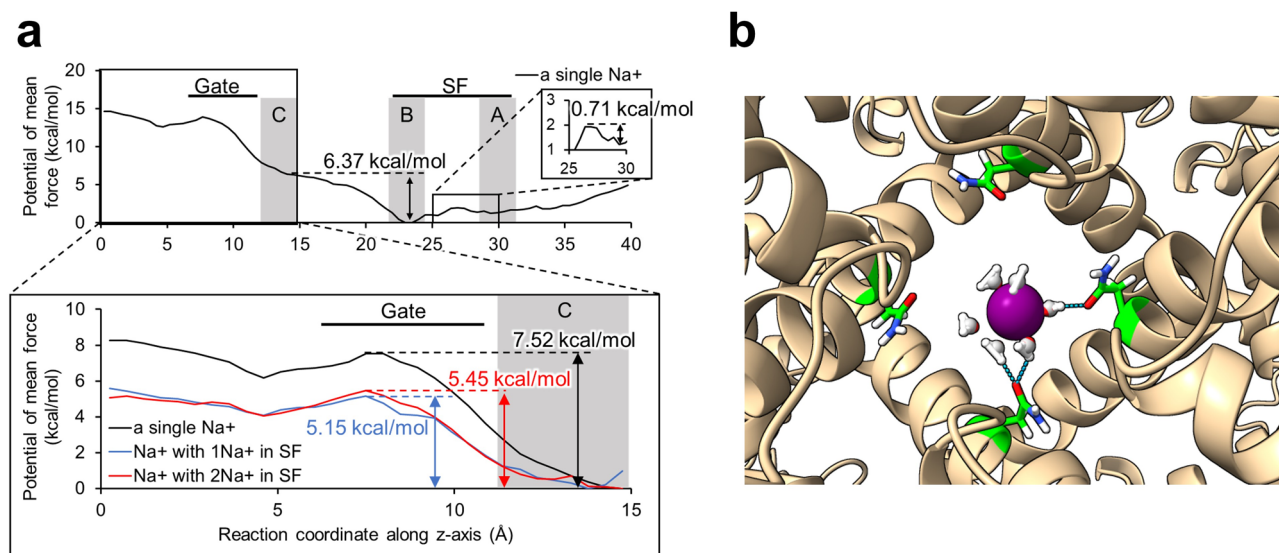 a
b
Potential of mean
force (kcal/mol)
20
15
10
5
0
Gate
C
B
SF
A
a single Na+
6.37 kcal/mol
3
2
1
0.71 kcal/mol
25
30
0
5
10
15
20
25
30
35
40
Potential of mean force
(kcal/mol)
10
8
6
4
2
0
Gate
C
7.52 kcal/mol
5.45 kcal/mol
5.15 kcal/mol
a single Na+
Na+ with 1Na+ in SF
Na+ with 2Na+ in SF
0
5
10
15
Reaction coordinate along z-axis (Å)